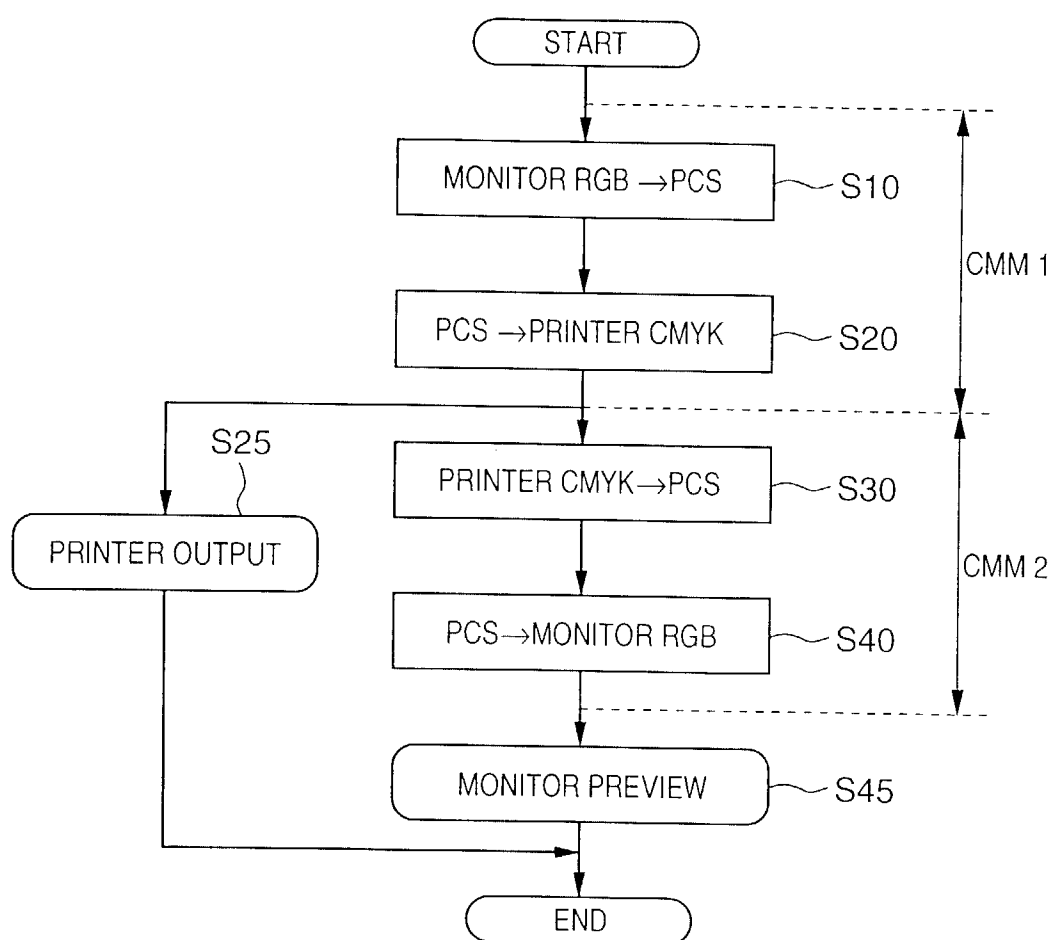 START
MONITOR RGB →PCS
S10
CMM 1
PCS →PRINTER CMYK
S20
S25
PRINTER CMYK→PCS
S30
PRINTER OUTPUT
CMM 2
PCS→MONITOR RGB
S40
MONITOR PREVIEW
S45
END